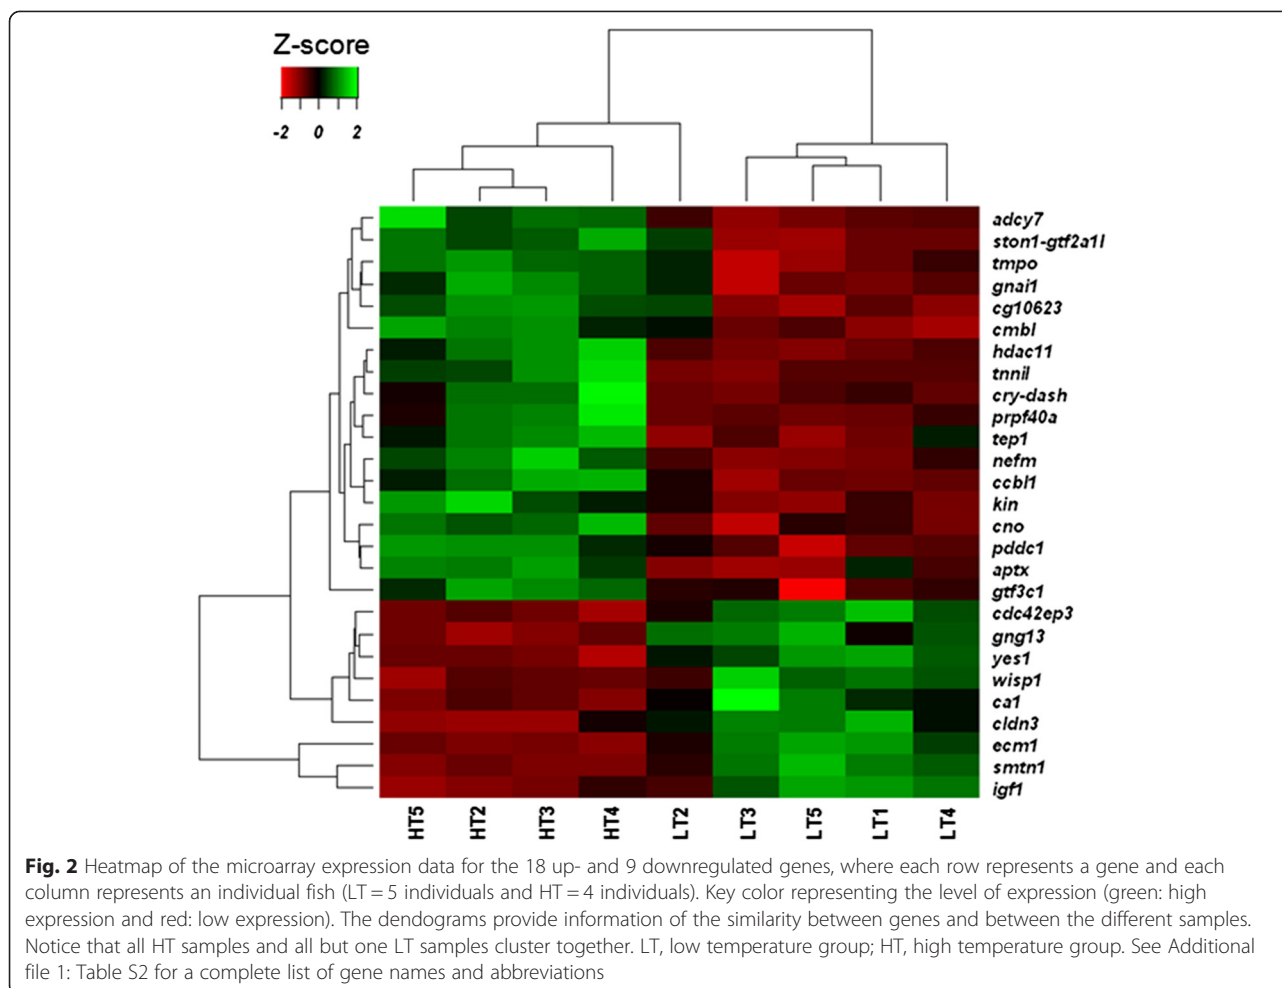 Z-score
-2 0 2
adcy7
ston1-gtf2a1l
tmpo
gnai1
cg10623
cmbl
hdac11
tnnil
cry-dash
prpf40a
tep1
nefm
ccbl1
kin
cno
pddc1
aptx
gtf3c1
cdc42ep3
gng13
yes1
wisp1
ca1
cldn3
ecm1
smtn1
igf1
HT5 HT2 HT3 HT4 LT2 LT3 LT5 LT1 LT4
Fig. 2 Heatmap of the microarray expression data for the 18 up- and 9 downregulated genes, where each row represents a gene and each
column represents an individual fish (LT = 5 individuals and HT = 4 individuals). Key color representing the level of expression (green: high
expression and red: low expression). The dendograms provide information of the similarity between genes and between the different samples.
Notice that all HT samples and all but one LT samples cluster together. LT, low temperature group; HT, high temperature group. See Additional
file 1: Table S2 for a complete list of gene names and abbreviations